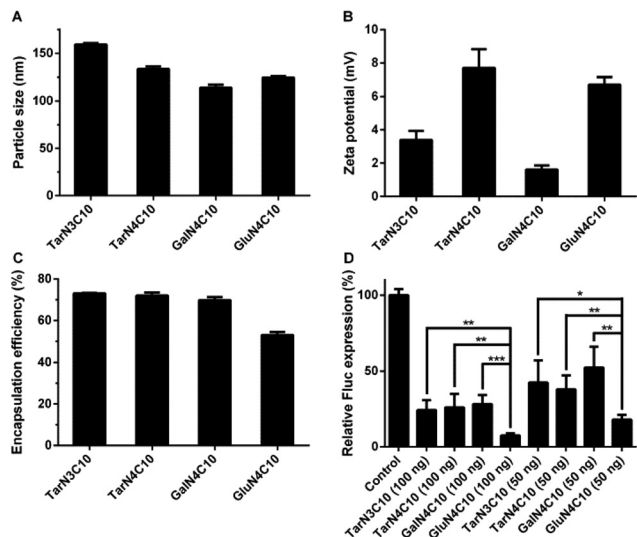 A
Particle size (nm)
150
100
50
0
TarN3C10
TarN4C10
GalN4C10
GluN4C10
B
Zeta potential (mV)
10
8
6
4
2
0
TarN3C10
TarN4C10
GalN4C10
GluN4C10
C
Encapsulation efficiency (%)
80
60
40
20
0
TarN3C10
TarN4C10
GalN4C10
GluN4C10
D
Relative Fluc expression (%)
100
50
0
**
**
***
*
**
**
Control
TarN3C10 (100 ng)
TarN4C10 (100 ng)
GalN4C10 (100 ng)
GluN4C10 (100 ng)
TarN3C10 (50 ng)
TarN4C10 (50 ng)
GalN4C10 (50 ng)
GluN4C10 (50 ng)